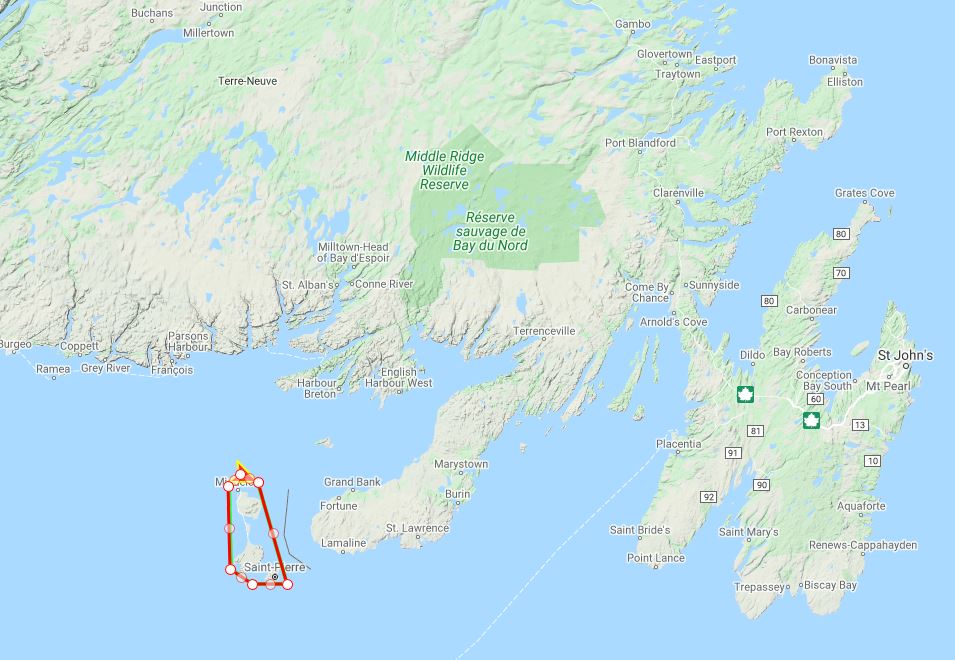 Buchans
Junction
Millertown
Terre-Neuve
Gambo
Glovertown
Eastport
Traytown
Bonavista
Elliston
Port Rexton
Port Blandford
Middle Ridge
Wildlife
Reserve
Clarenville
Grates Cove
Réserve
sauvage de
Bay du Nord
80
Milltown-Head
of Bay d'Espoir
70
St. Alban's
Conne River
Come By
Chance
Sunnyside
80
Carbonear
Arnold's Cove
Terrenceville
Parsons
Harbour
Burgeo
Coppett
Ramea
Grey River
François
Dildo
Bay Roberts
St John's
English
Harbour West
Harbour
Breton
Conception
Bay South
Mt Pearl
60
13
81
Placentia
91
10
Marystown
Grand Bank
90
92
Burin
Fortune
Aquaforte
St. Lawrence
Saint Bride's
Saint Mary's
Lamaline
Renews-Cappahayden
Point Lance
Saint-Pierre
Trepassey
Biscay Bay